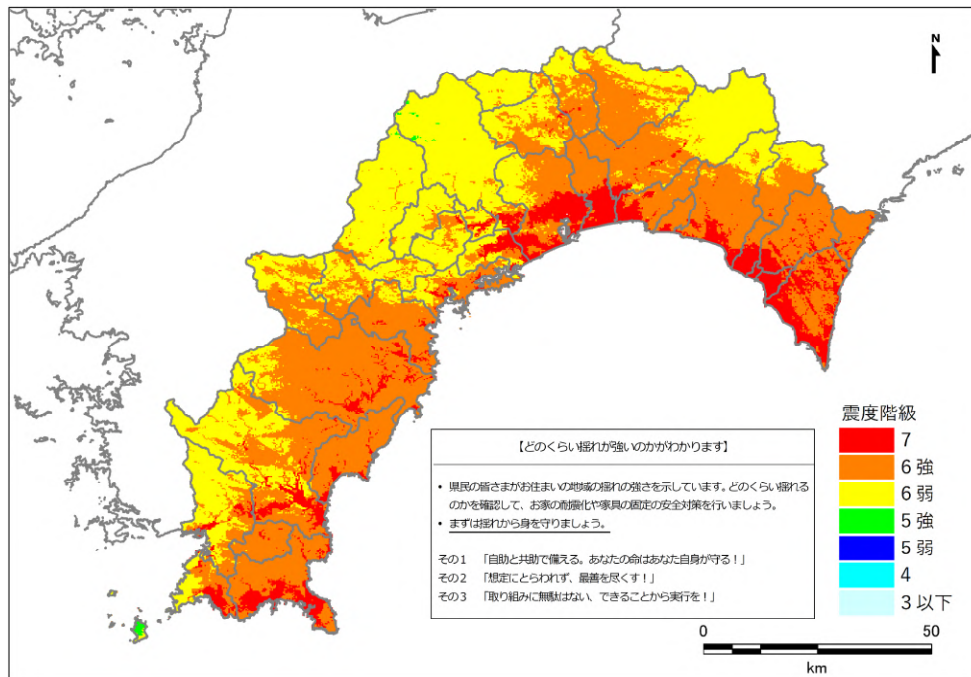 N
【どのくらい揺れが強いのかがわかります】
• 県民の皆さまがお住まいの地域の揺れの強さを示しています。どのくらい揺れる
のかを確認して、お家の耐震化や家具の固定の安全対策を行いましょう。
• まずは揺れから身を守りましょう。
その1 「自助と共助で備える。あなたの命はあなた自身が守る！」
その2 「想定にとらわれず、最善を尽くす！」
その3 「取り組みに無駄はない、できることから実行を！」
震度階級
7
6強
6弱
5強
5弱
4
3以下
0 50
km